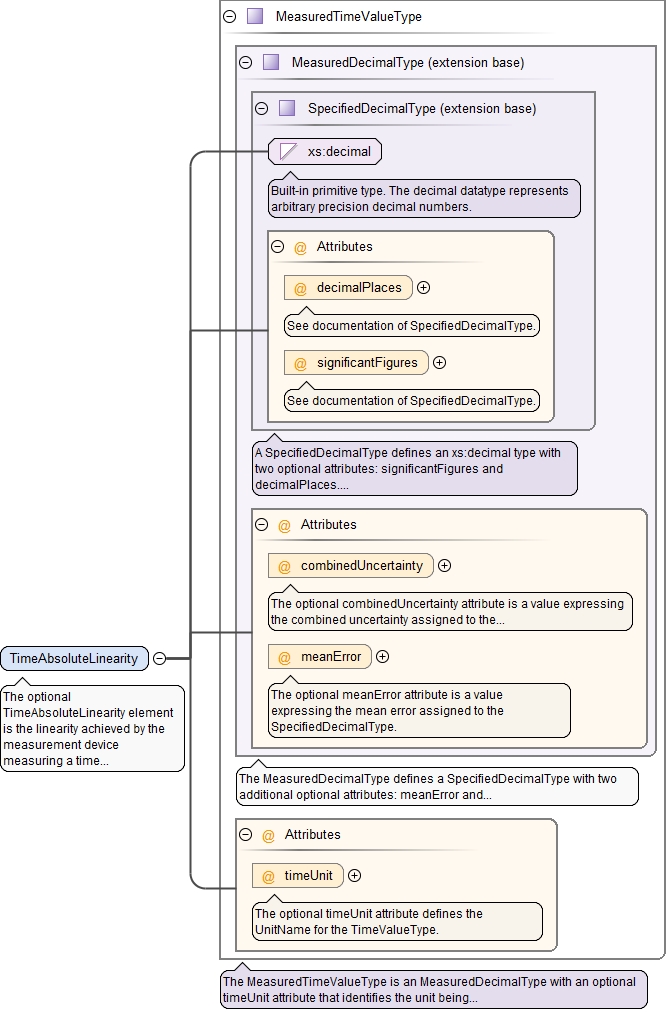 MeasuredTimeValueType
MeasuredDecimalType (extension base)
SpecifiedDecimalType (extension base)
xs:decimal
Built-in primitive type. The decimal datatype represents
arbitrary precision decimal numbers.
@ Attributes
@ decimalPlaces
See documentation of SpecifiedDecimalType.
@ significantFigures
See documentation of SpecifiedDecimalType.
A SpecifiedDecimalType defines an xs:decimal type with
two optional attributes: significantFigures and
decimalPlaces....
@ Attributes
@ combinedUncertainty
The optional combinedUncertainty attribute is a value expressing
the combined uncertainty assigned to the...
@ meanError
The optional meanError attribute is a value
expressing the mean error assigned to the
SpecifiedDecimalType.
TimeAbsoluteLinearity
The optional
TimeAbsoluteLinearity element
is the linearity achieved by the
measurement device
measuring a time...
The MeasuredDecimalType defines a SpecifiedDecimalType with two
additional optional attributes: meanError and...
@ Attributes
@ timeUnit
The optional timeUnit attribute defines the
UnitName for the TimeValueType.
The MeasuredTimeValueType is an MeasuredDecimalType with an optional
timeUnit attribute that identifies the unit being...